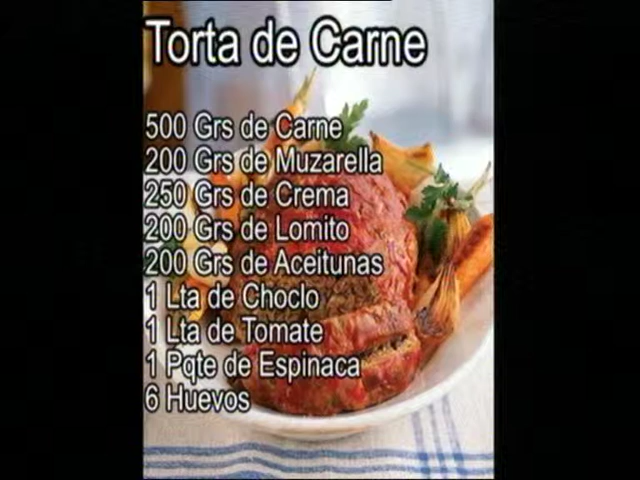 Torta de Carne
500 Grs de Carne
200 Grs de Muzarella
250 Grs de Crema
200 Grs de Lomito
200 Grs de Aceitunas
1 Lta de Choclo
1 Lta de Tomate
1 Pqte de Espinaca
6 Huevos